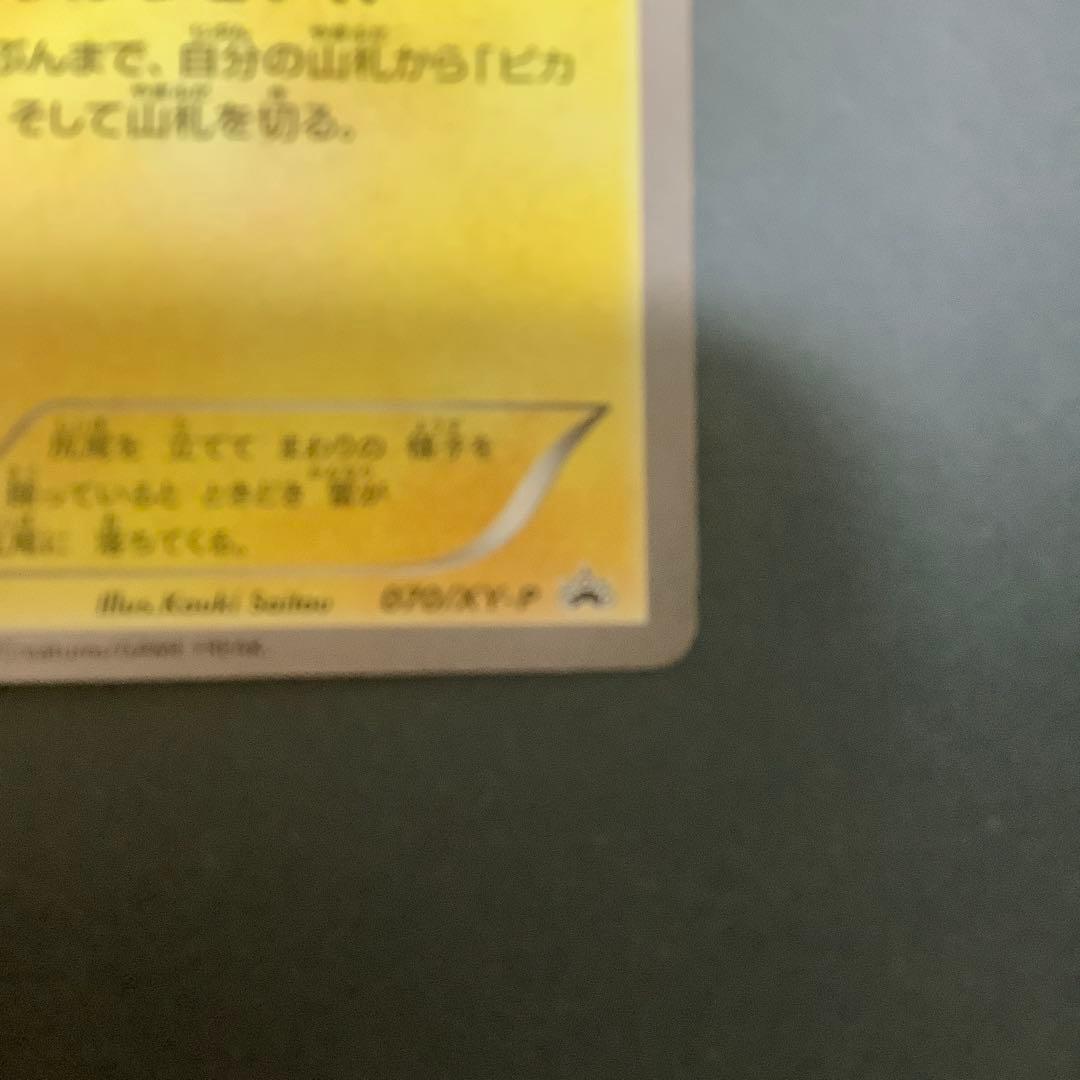 ぶんまで、自分の山札から「ピカ
そして山札を切る。
尻尾を 立てて まわりの 様子を
探っていると ときどき 雷が
尾に 落ちてくる。
Illus. Kouki Saitou 070/XY-P